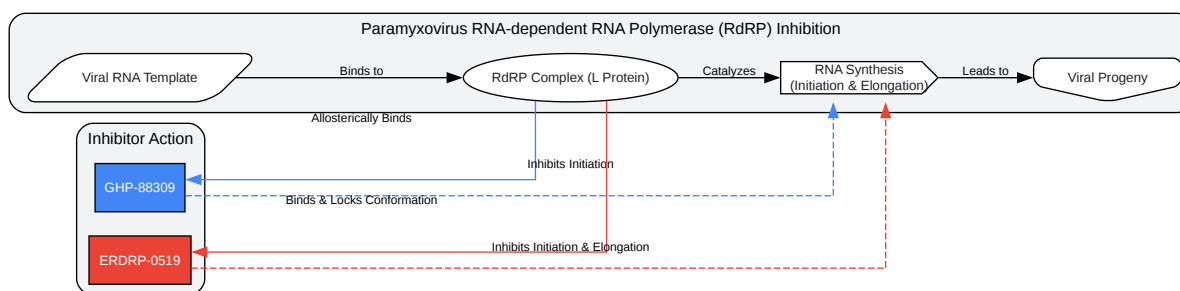 Paramyxovirus RNA-dependent RNA Polymerase (RdRP) Inhibition
Viral RNA Template
Binds to
RdRP Complex (L Protein)
Catalyzes
RNA Synthesis
(Initiation & Elongation)
Leads to
Viral Progeny
Allosterically Binds
Inhibitor Action
Inhibits Initiation
GHP-88309
Binds & Locks Conformation
Inhibits Initiation & Elongation
ERDRP-0519